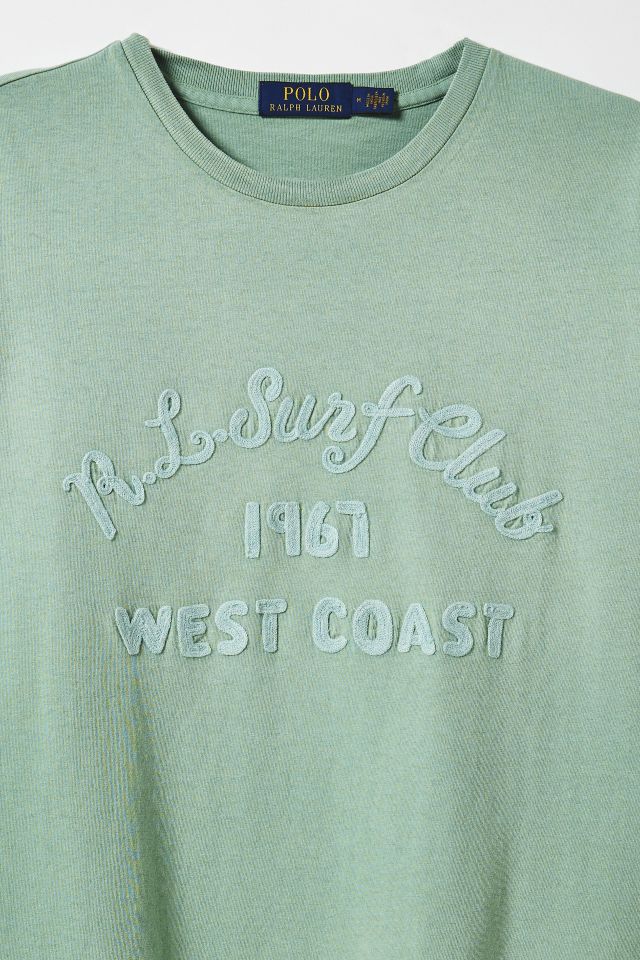 POLO
RALPH LAUREN
M
R.L. Surf Club
1967
WEST COAST